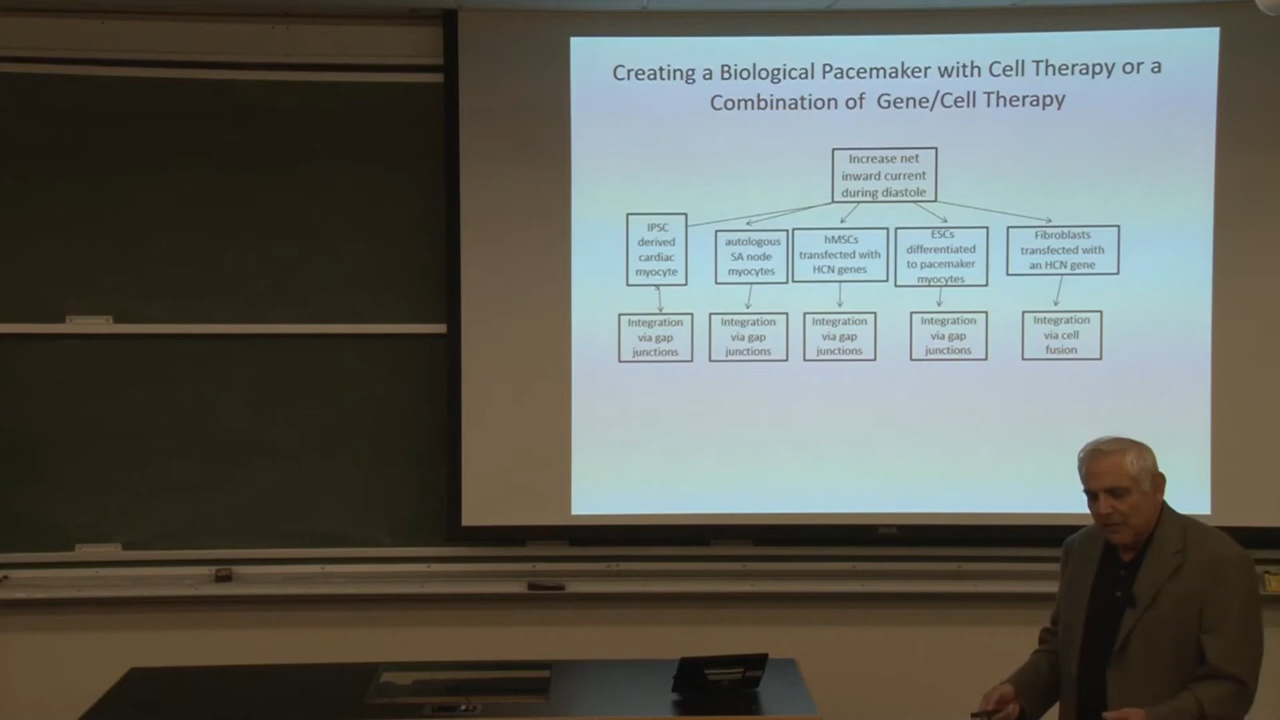 Creating a Biological Pacemaker with Cell Therapy or a
Combination of Gene/Cell Therapy
Increase net
inward current
during diastole
IPSC
derived
cardiac
myocyte
autologous
SA node
myocytes
hMSCs
transfected with
HCN genes
ESCs
differentiated
to pacemaker
myocytes
Fibroblasts
transfected with
an HCN gene
Integration
via gap
junctions
Integration
via gap
junctions
Integration
via gap
junctions
Integration
via gap
junctions
Integration
via cell
fusion